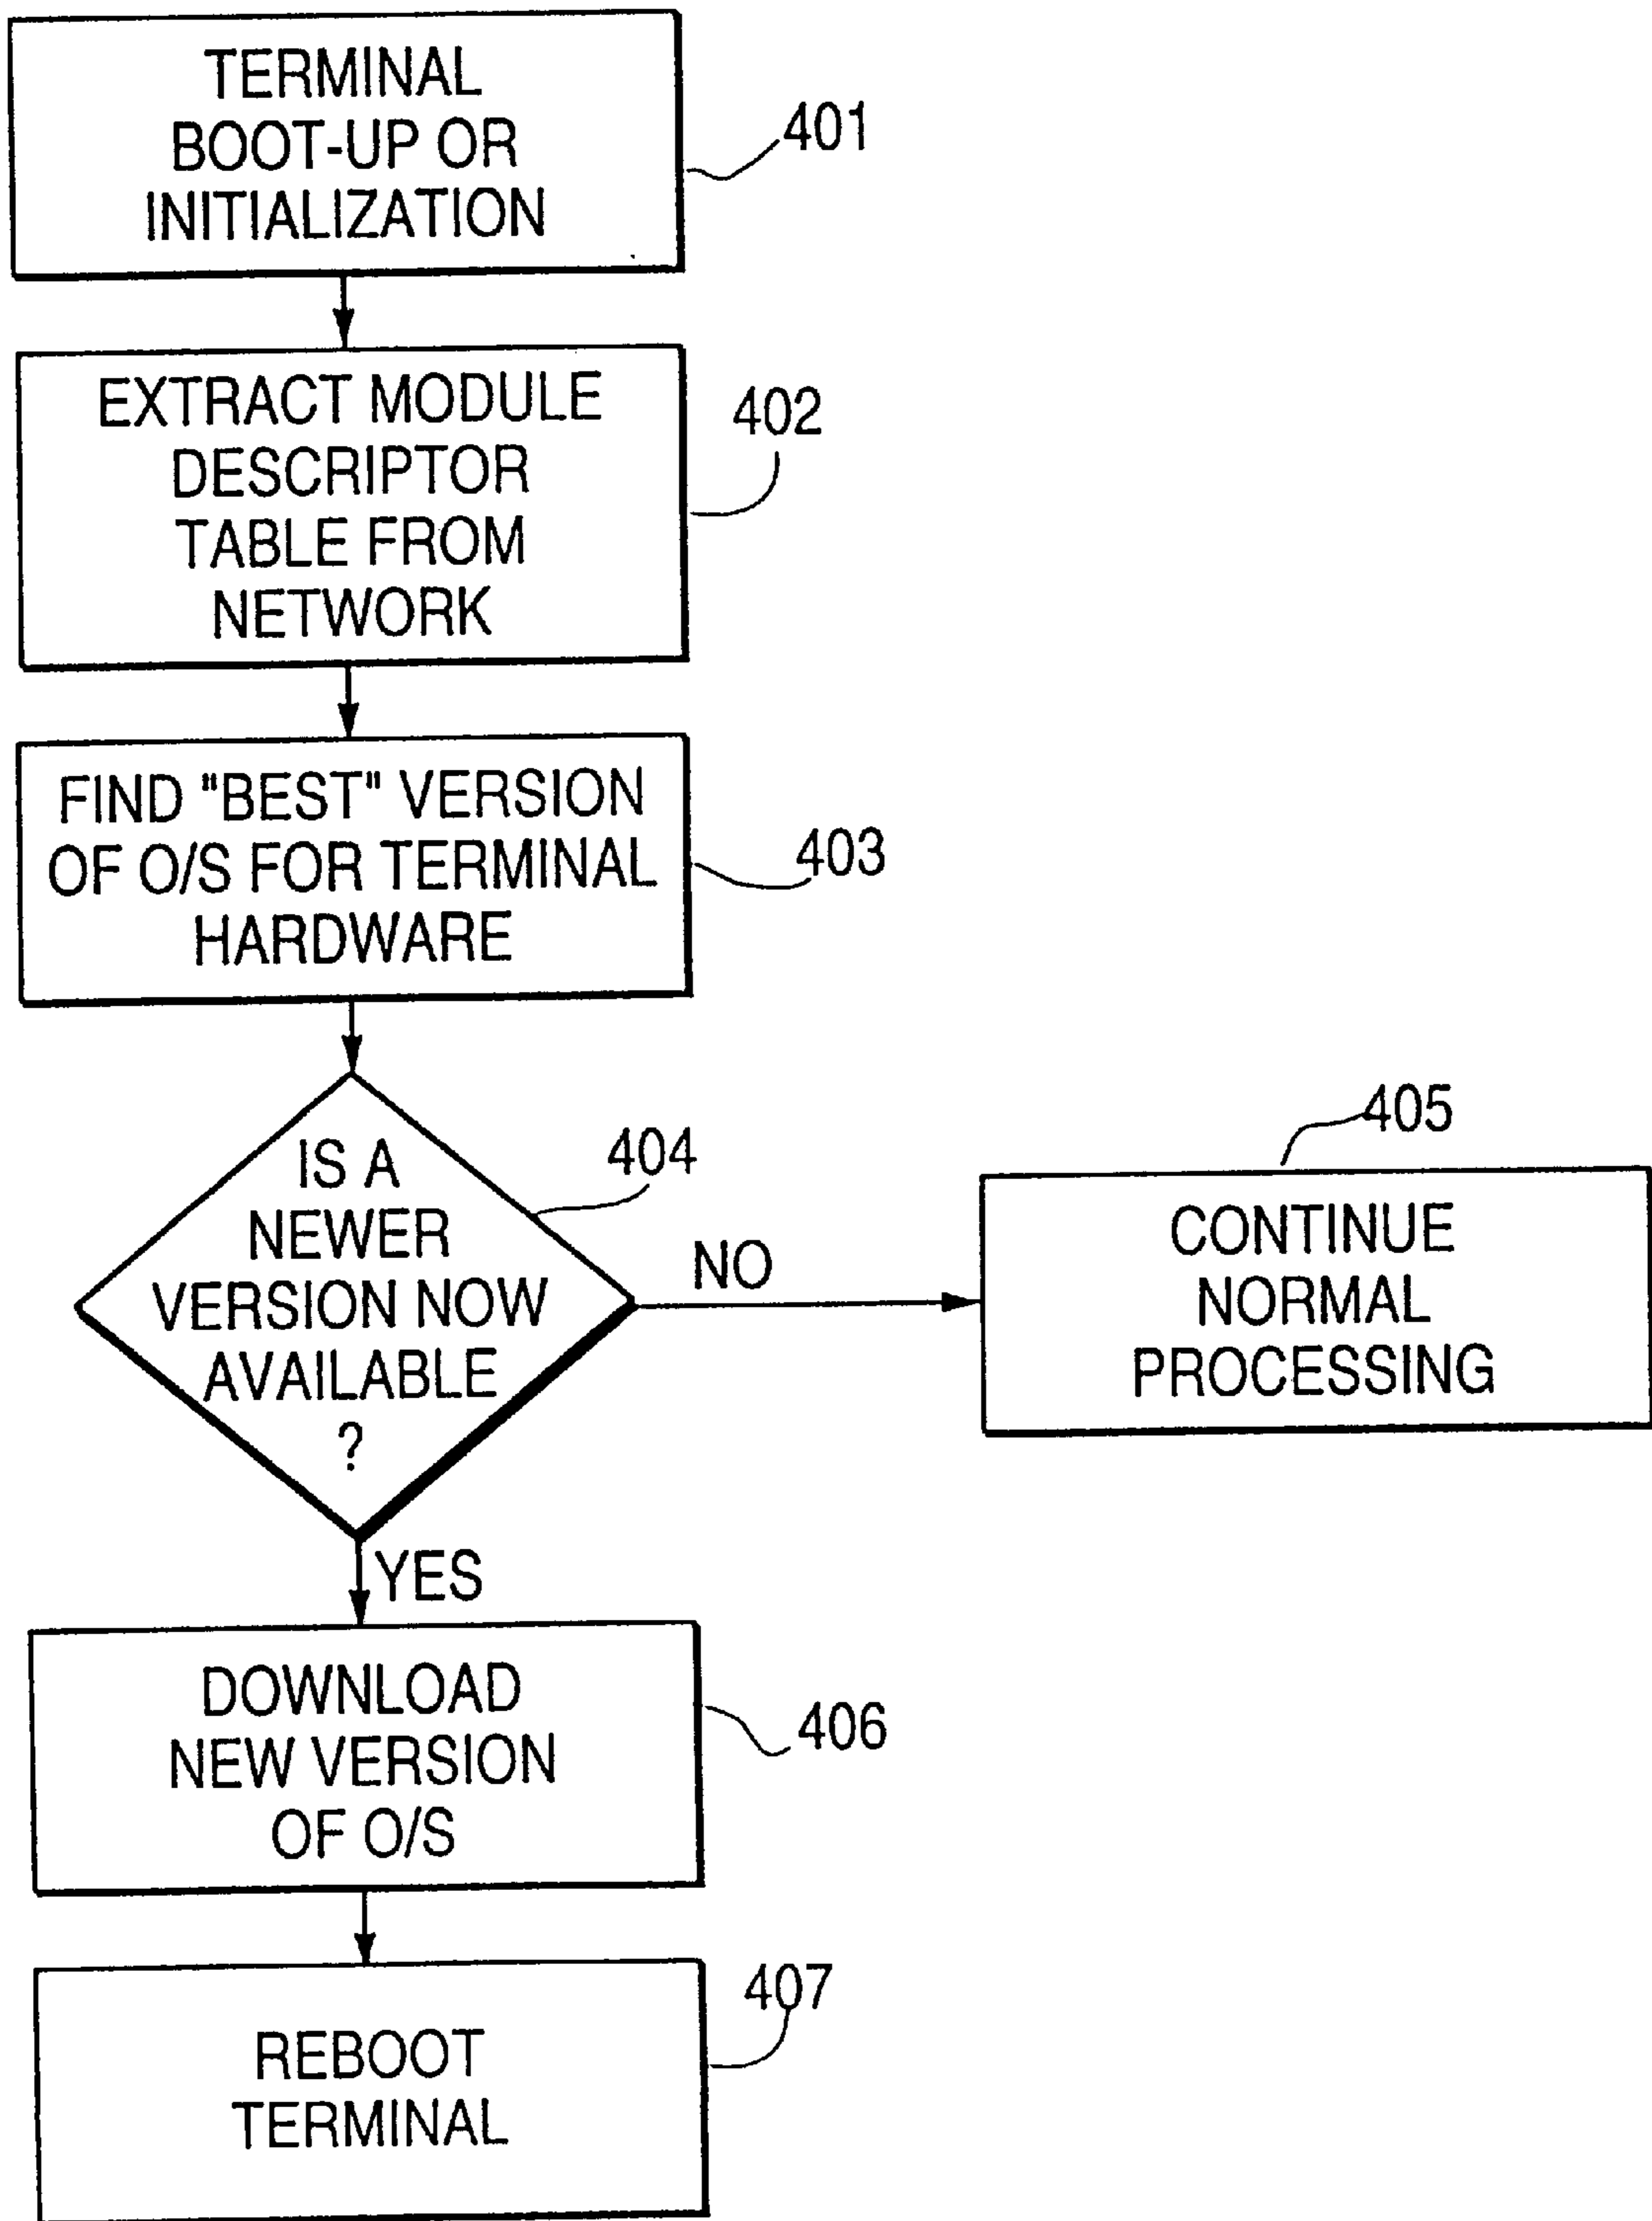 TERMINAL
BOOT-UP OR
INITIALIZATION
401
EXTRACT MODULE
DESCRIPTOR
TABLE FROM
NETWORK
402
FIND "BEST" VERSION
OF O/S FOR TERMINAL
HARDWARE
403
IS A
NEWER
VERSION NOW
AVAILABLE
?
404
NO
405
CONTINUE
NORMAL
PROCESSING
YES
DOWNLOAD
NEW VERSION
OF O/S
406
REBOOT
TERMINAL
407